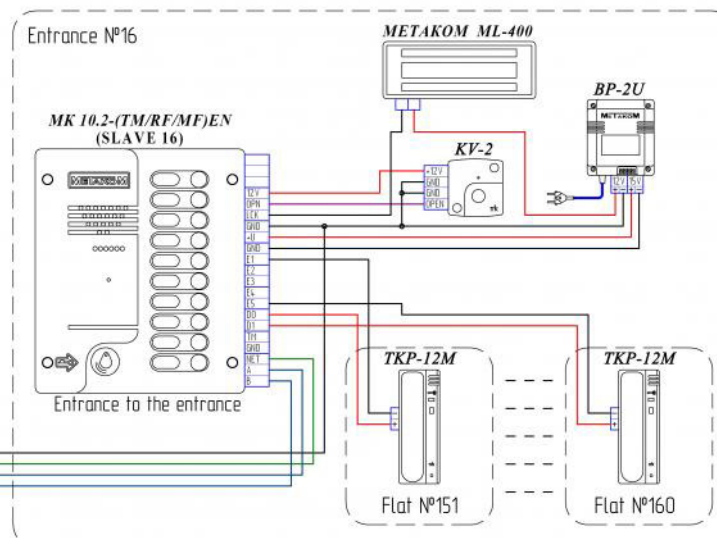 Entrance №16
METAKOM ML-400
BP-2U
METAKOM
12V 15V
MK 10.2-(TM/RF/MF)EN
(SLAVE 16)
METAKOM
KV-2
+12V
GND
GND
OPEN
12V
OPN
LCK
GND
+U
GND
E1
E2
E3
E4
E5
D0
D1
TM
GND
NET
A
B
Entrance to the entrance
TKP-12M
TKP-12M
Flat №151
Flat №160